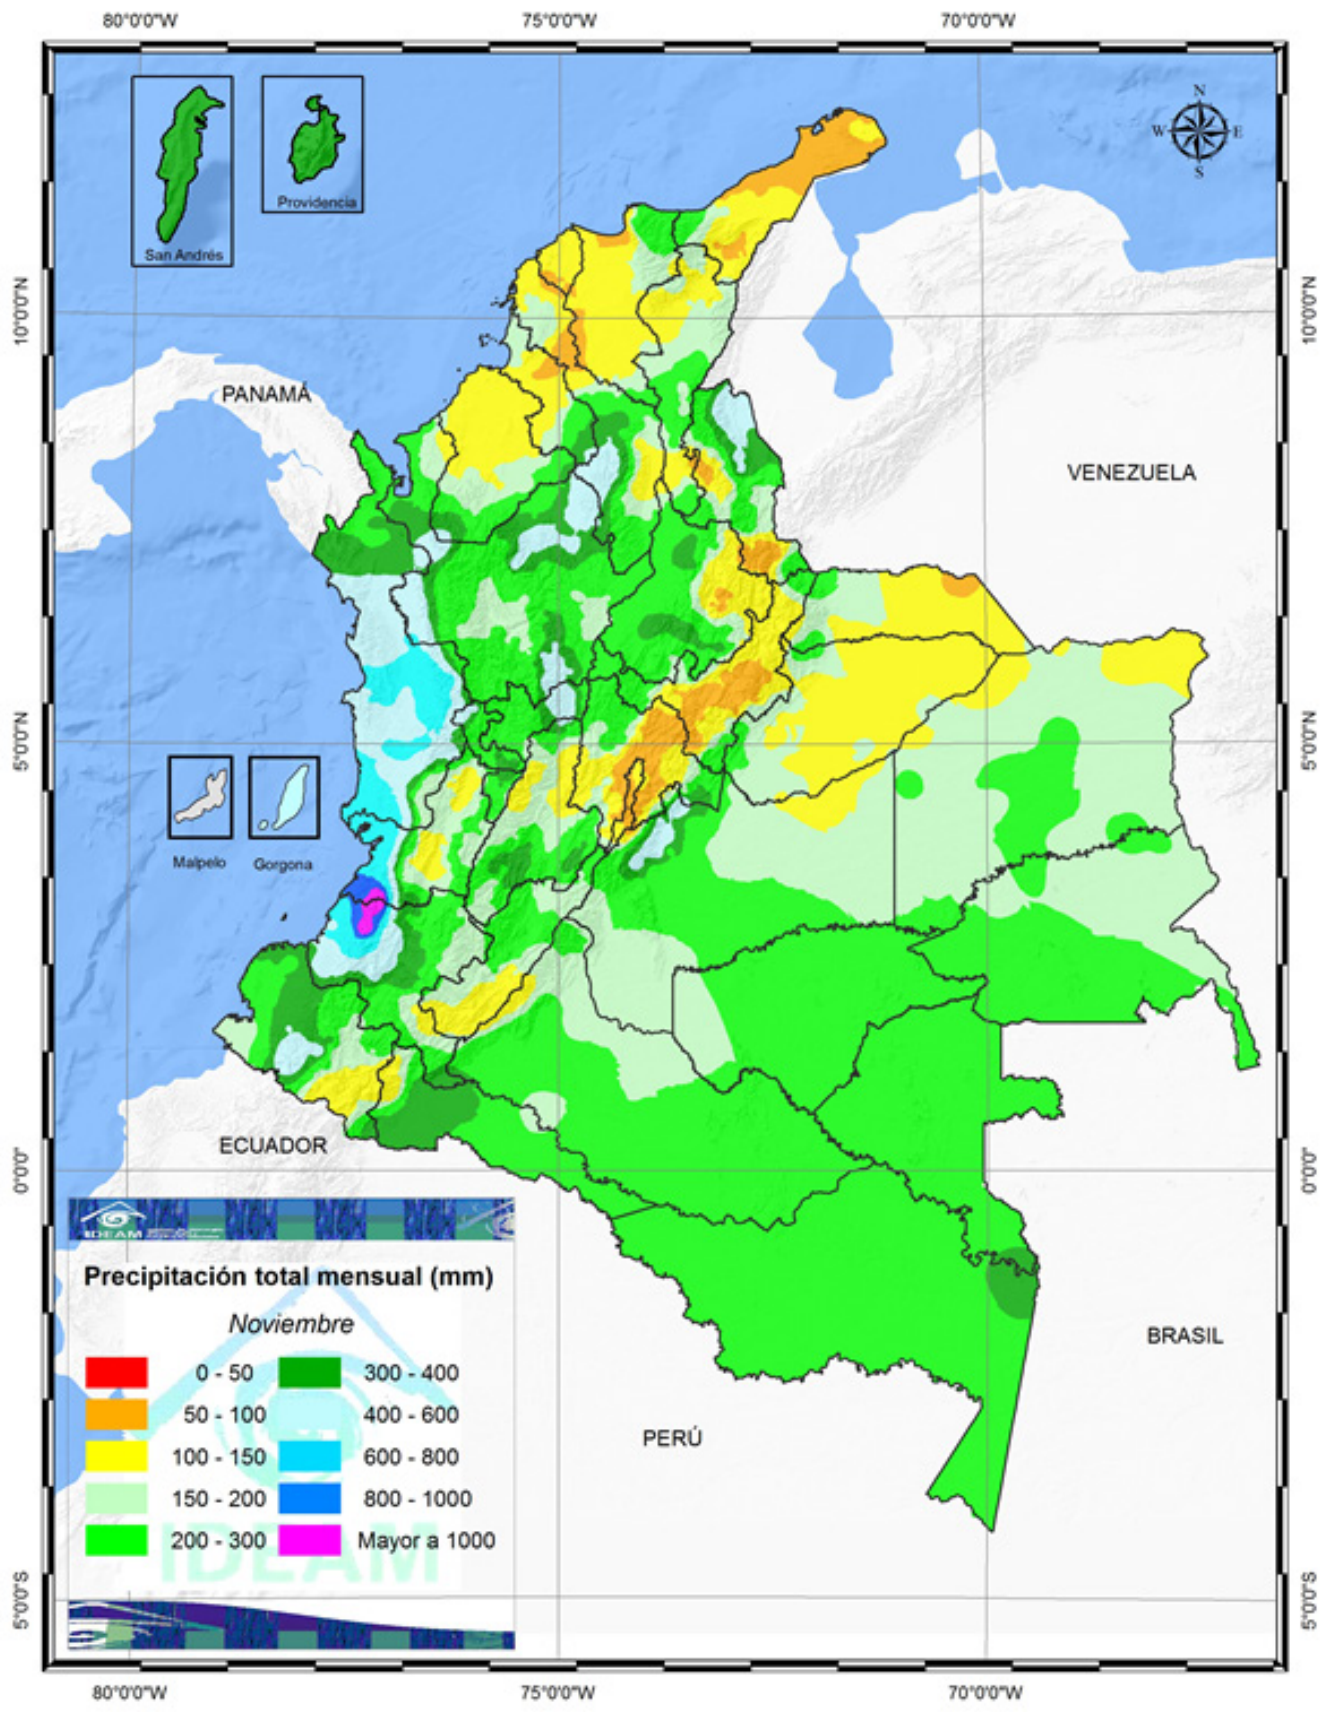 80°0'0"W 75°0'0"W 70°0'0"W
N
W E
S
San Andrés
Providencia
10°0'0"N 10°0'0"N
PANAMÁ
VENEZUELA
5°0'0"N 5°0'0"N
Malpelo Gorgona
ECUADOR
0°0'0" 0°0'0"
IDEAM
Precipitación total mensual (mm)
Noviembre
0 - 50 300 - 400
50 - 100 400 - 600
100 - 150 600 - 800
150 - 200 800 - 1000
200 - 300 Mayor a 1000
IDEAM
BRASIL
PERÚ
5°0'0"S 5°0'0"S
80°0'0"W 75°0'0"W 70°0'0"W